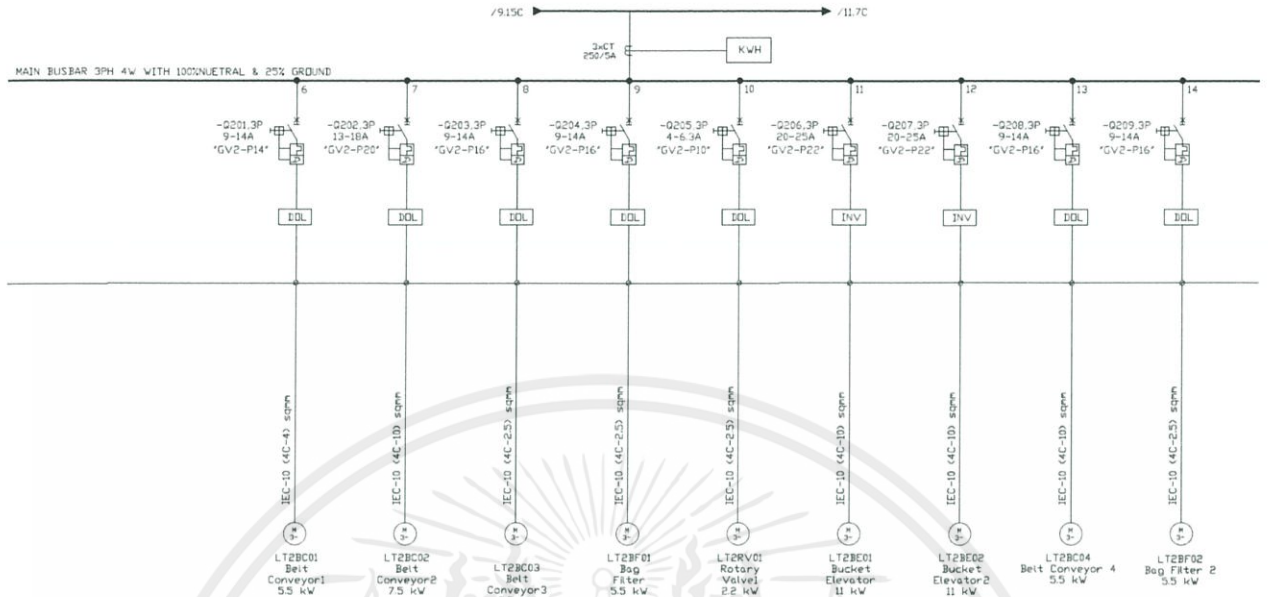 /9.15C
/11.7C
3xCT
250/5A
KWH
MAIN BUSBAR 3PH 4W WITH 100%NUETRAL & 25% GROUND
6 7 8 9 10 11 12 13 14
-Q201,3P
9-14A
"GV2-P14"
-Q202,3P
13-18A
"GV2-P20"
-Q203,3P
9-14A
"GV2-P16"
-Q204,3P
9-14A
"GV2-P16"
-Q205,3P
4-6.3A
"GV2-P10"
-Q206,3P
20-25A
"GV2-P22"
-Q207,3P
20-25A
"GV2-P22"
-Q208,3P
9-14A
"GV2-P16"
-Q209,3P
9-14A
"GV2-P16"
DOL DOL DOL DOL DOL INV INV DOL DOL
IEC-10 (4C-4) sqmm
IEC-10 (4C-10) sqmm
IEC-10 (4C-2.5) sqmm
IEC-10 (4C-2.5) sqmm
IEC-10 (4C-2.5) sqmm
IEC-10 (4C-10) sqmm
IEC-10 (4C-10) sqmm
IEC-10 (4C-10) sqmm
IEC-10 (4C-2.5) sqmm
M
3~
M
3~
M
3~
M
3~
M
3~
M
3~
M
3~
M
3~
M
3~
LT2BC01
Belt
Conveyor1
5.5 kW
LT2BC02
Belt
Conveyor2
7.5 kW
LT2BC03
Belt
Conveyor3
LT2BF01
Bag
Filter
5.5 kW
LT2RV01
Rotary
Valve1
2.2 kW
LT2BE01
Bucket
Elevator
11 kW
LT2BE02
Bucket
Elevator2
11 kW
LT2BC04
Belt Conveyor 4
5.5 kW
LT2BF02
Bag Filter 2
5.5 kW